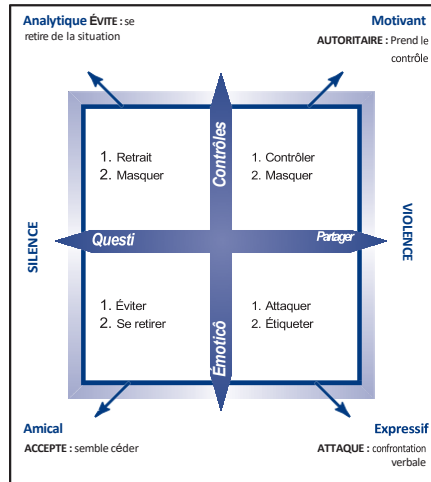 Analytique ÉVITE : se
retire de la situation
Motivant
AUTORITAIRE : Prend le
contrôle
Contrôles
1. Retrait
2. Masquer
1. Contrôler
2. Masquer
SILENCE
Questi
Partager
VIOLENCE
1. Éviter
2. Se retirer
1. Attaquer
2. Étiqueter
Émoticô
Amical
ACCEPTE : semble céder
Expressif
ATTAQUE : confrontation
verbale